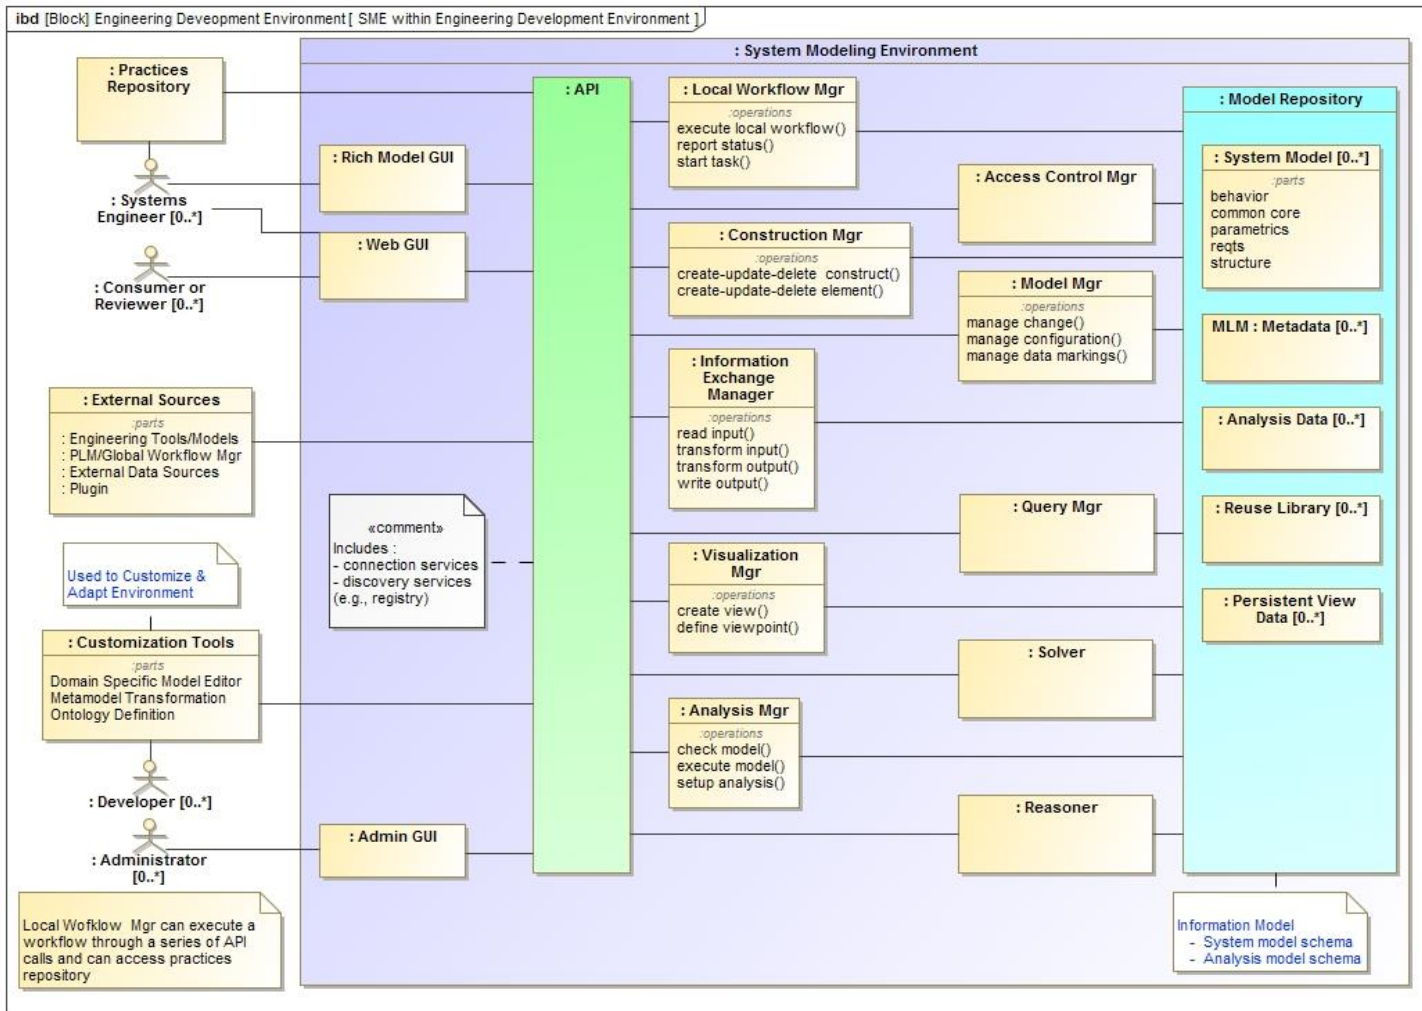 ibd [Block] Engineering Deveopment Environment [ SME within Engineering Development Environment ]
: Practices
Repository
: Systems
Engineer [0..*]
: Consumer or
Reviewer [0..*]
: External Sources
:parts
: Engineering Tools/Models
: PLM/Global Workflow Mgr
: External Data Sources
: Plugin
Used to Customize &
Adapt Environment
: Customization Tools
:parts
Domain Specific Model Editor
Metamodel Transformation
Ontology Definition
: Developer [0..*]
: Administrator
[0..*]
Local Wofklow Mgr can execute a
workflow through a series of API
calls and can access practices
repository
: System Modeling Environment
: Rich Model GUI
: Web GUI
«comment»
Includes :
- connection services
- discovery services
(e.g., registry)
: Admin GUI
: API
: Local Workflow Mgr
:operations
execute local workflow()
report status()
start task()
: Construction Mgr
:operations
create-update-delete construct()
create-update-delete element()
: Information
Exchange
Manager
:operations
read input()
transform input()
transform output()
write output()
: Visualization
Mgr
:operations
create view()
define viewpoint()
: Analysis Mgr
:operations
check model()
execute model()
setup analysis()
: Access Control Mgr
: Model Mgr
:operations
manage change()
manage configuration()
manage data markings()
: Query Mgr
: Solver
: Reasoner
: Model Repository
: System Model [0..*]
:parts
behavior
common core
parametrics
reqts
structure
MLM : Metadata [0..*]
: Analysis Data [0..*]
: Reuse Library [0..*]
: Persistent View
Data [0..*]
Information Model
- System model schema
- Analysis model schema